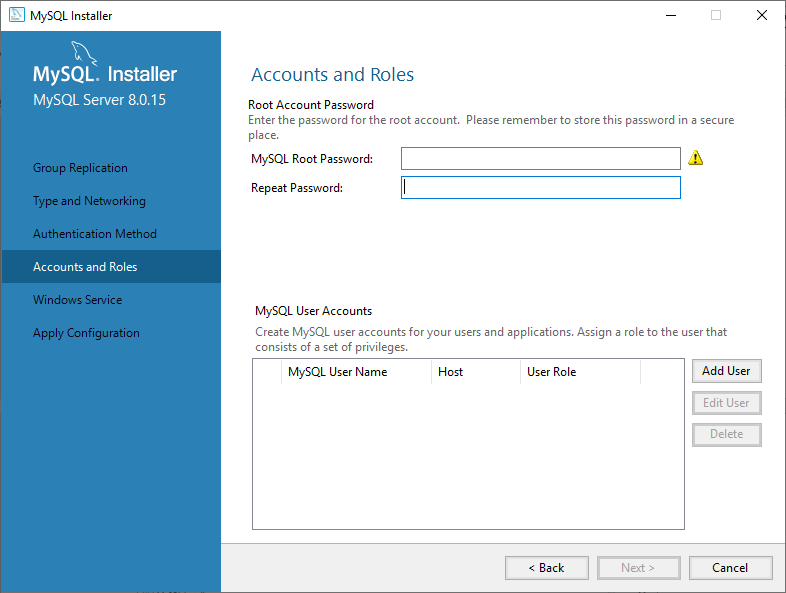 MySQL Installer
MySQL® Installer
MySQL Server 8.0.15
Group Replication
Type and Networking
Authentication Method
Accounts and Roles
Windows Service
Apply Configuration
Accounts and Roles
Root Account Password
Enter the password for the root account.  Please remember to store this password in a secure
place.
MySQL Root Password:
Repeat Password:
MySQL User Accounts
Create MySQL user accounts for your users and applications. Assign a role to the user that
consists of a set of privileges.
MySQL User Name Host User Role
Add User
Edit User
Delete
< Back Next > Cancel